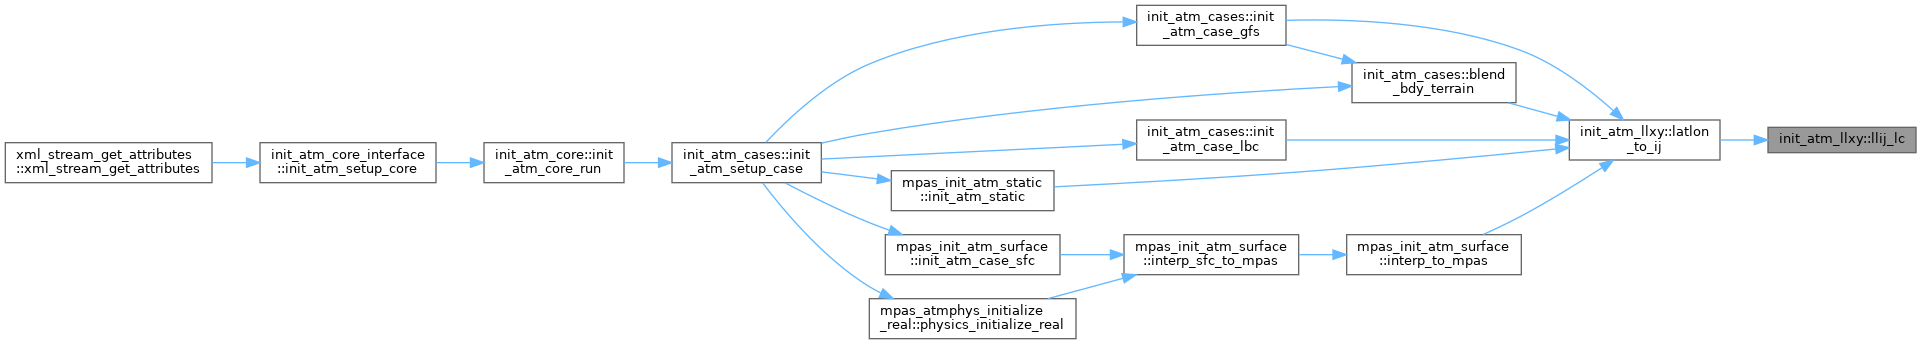 xml_stream_get_attributes
::xml_stream_get_attributes
init_atm_core_interface
::init_atm_setup_core
init_atm_core::init
_atm_core_run
init_atm_cases::init
_atm_setup_case
init_atm_cases::init
_atm_case_gfs
init_atm_cases::blend
_bdy_terrain
init_atm_cases::init
_atm_case_lbc
mpas_init_atm_static
::init_atm_static
mpas_init_atm_surface
::init_atm_case_sfc
mpas_atmphys_initialize
_real::physics_initialize_real
mpas_init_atm_surface
::interp_sfc_to_mpas
mpas_init_atm_surface
::interp_to_mpas
init_atm_llxy::latlon
_to_ij
init_atm_llxy::llij_lc